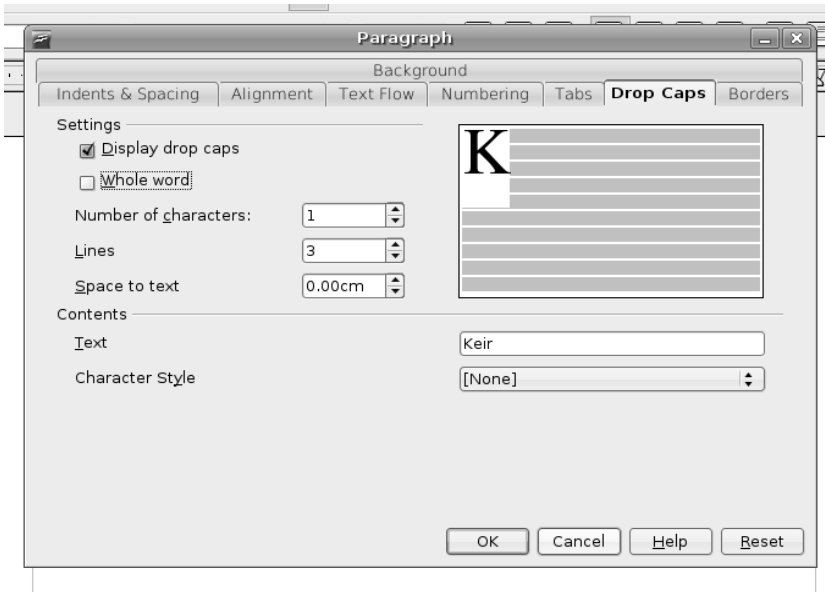 Paragraph
Background
Indents & Spacing Alignment Text Flow Numbering Tabs Drop Caps Borders
Settings
Display drop caps
Whole word
Number of characters: 1
Lines 3
Space to text 0.00cm
K
Contents
Text Keir
Character Style [None]
OK Cancel Help Reset